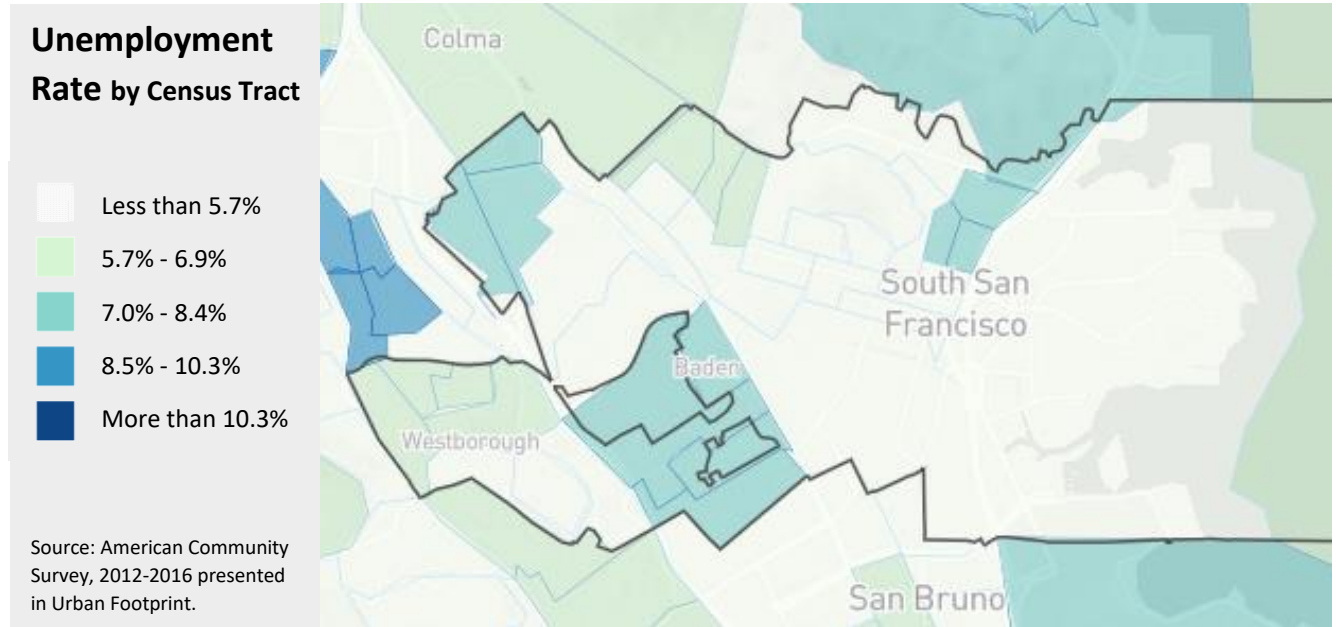 Unemployment
Rate by Census Tract
Less than 5.7%
5.7% - 6.9%
7.0% - 8.4%
8.5% - 10.3%
More than 10.3%
Source: American Community
Survey, 2012-2016 presented
in Urban Footprint.
Colma
South San
Francisco
Baden
Westborough
San Bruno